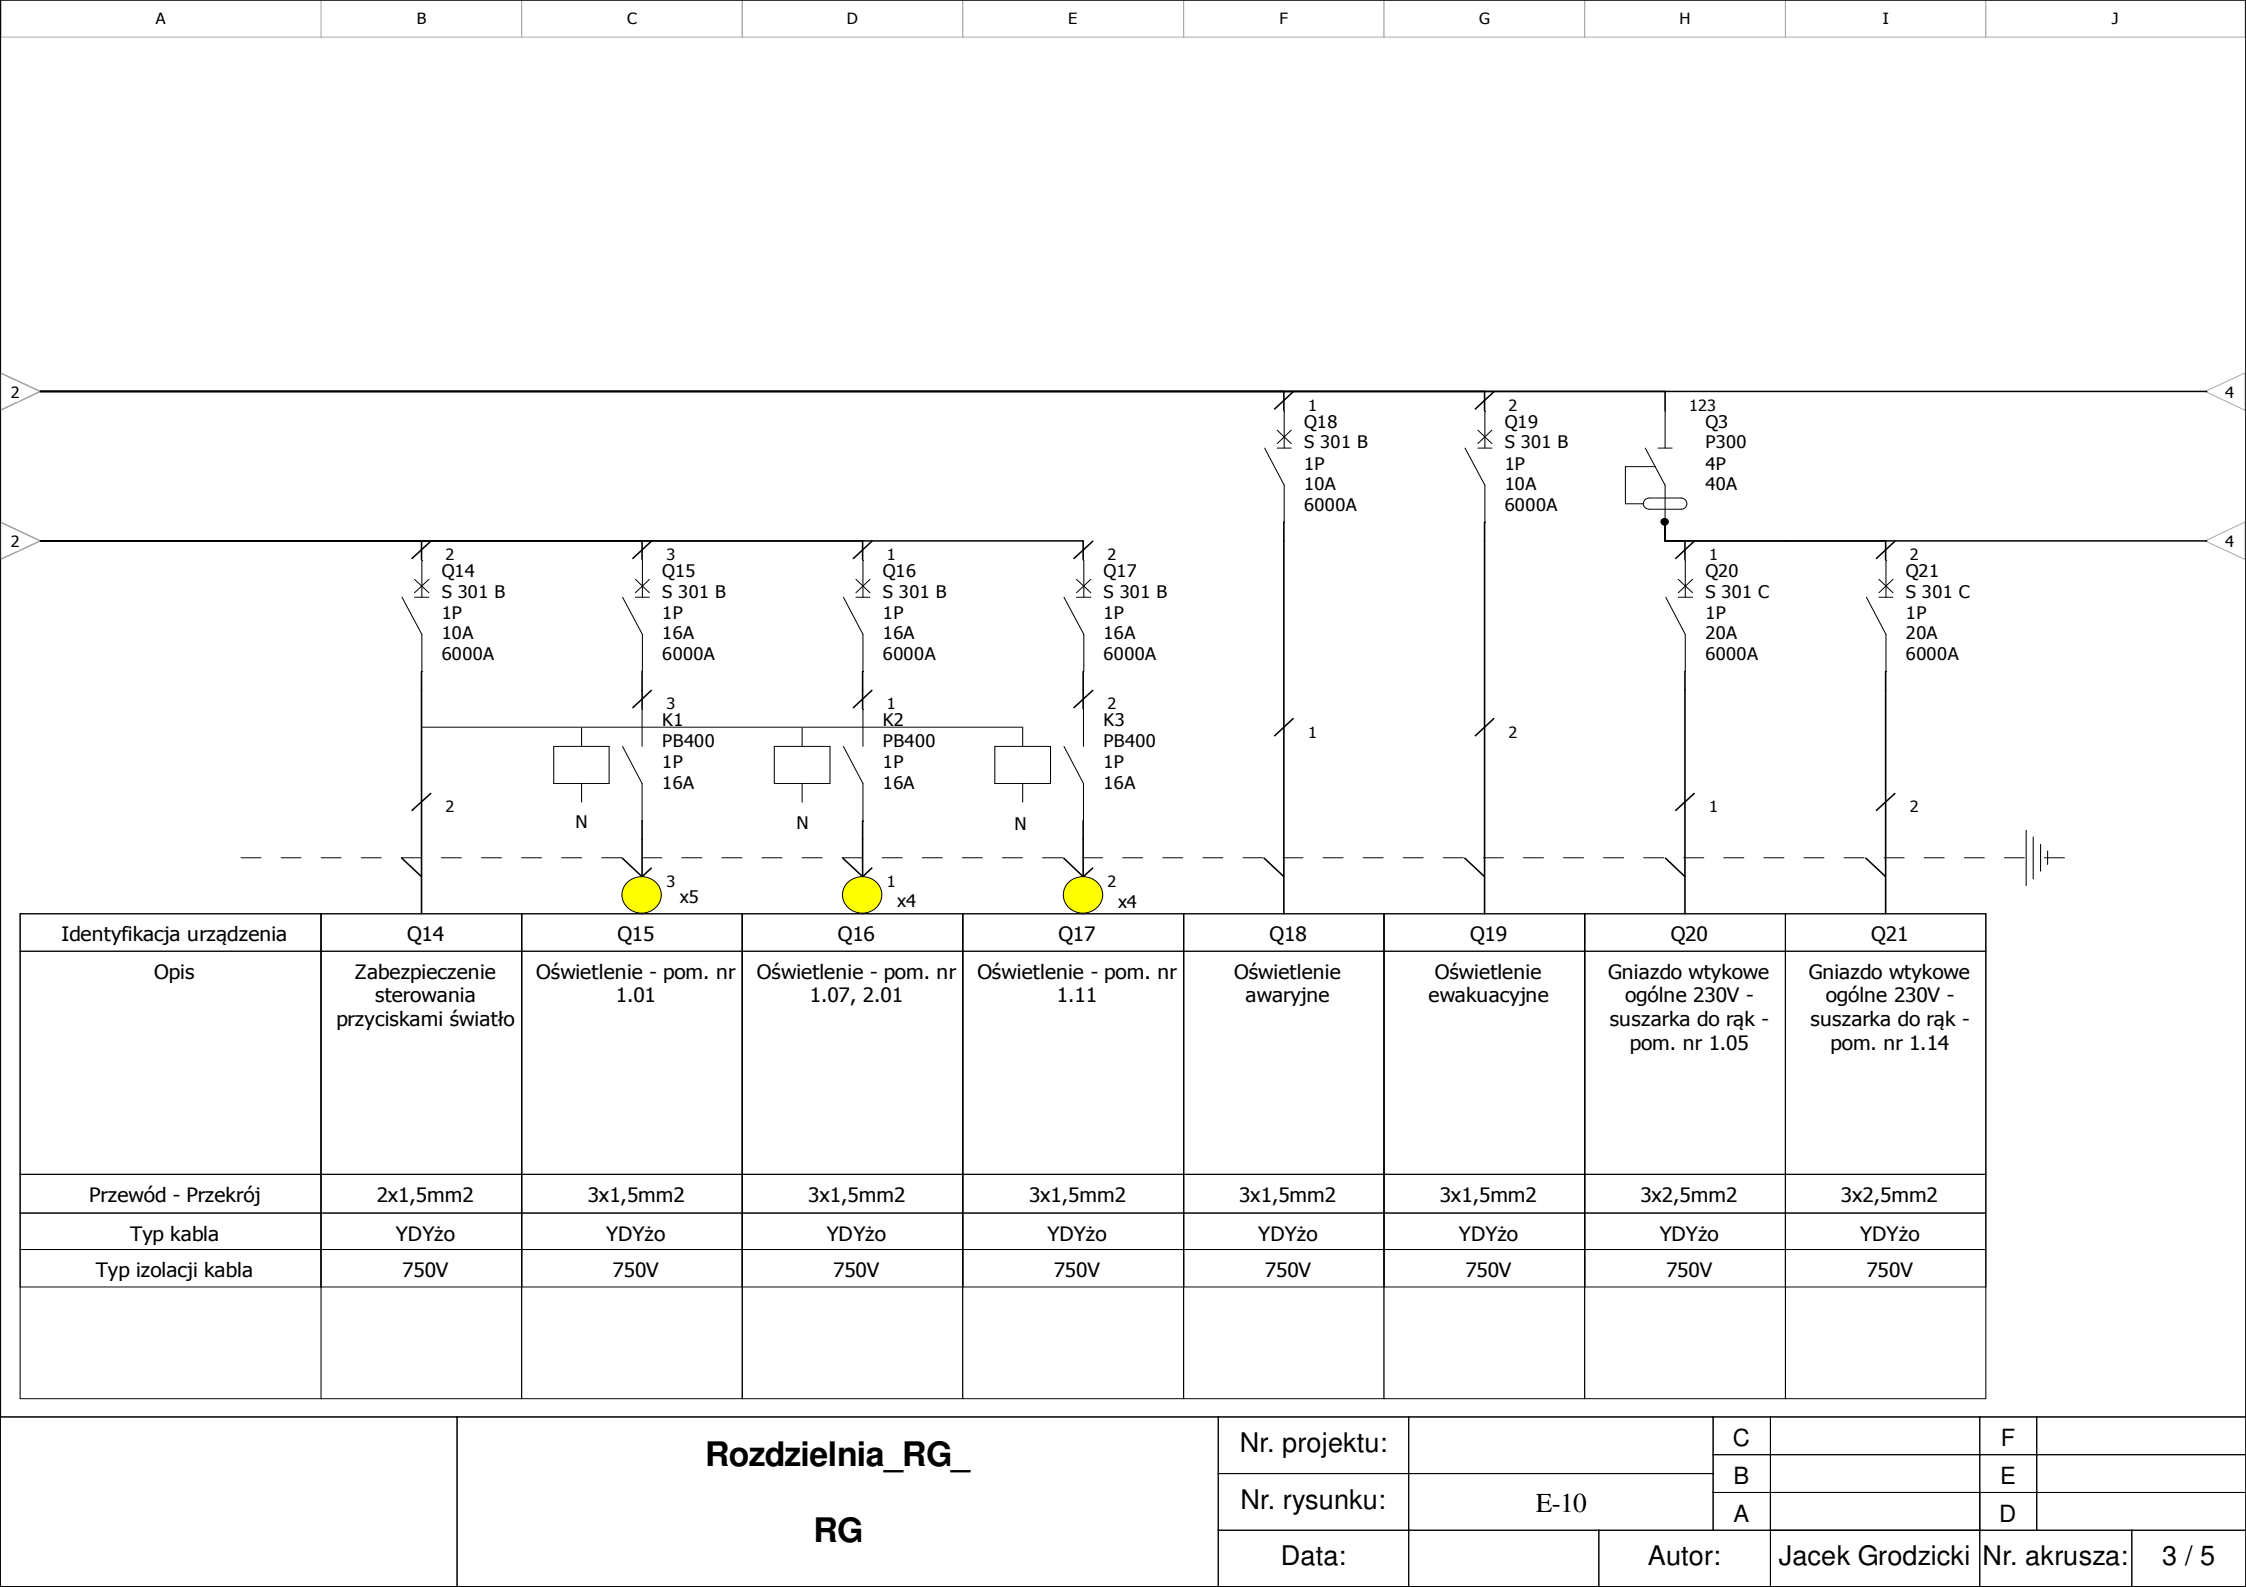 A B C D E F G H I J
2 4
1
Q18
S 301 B
1P
10A
6000A
2
Q19
S 301 B
1P
10A
6000A
123
Q3
P300
4P
40A
2 4
2
Q14
S 301 B
1P
10A
6000A
3
Q15
S 301 B
1P
16A
6000A
1
Q16
S 301 B
1P
16A
6000A
2
Q17
S 301 B
1P
16A
6000A
1
Q20
S 301 C
1P
20A
6000A
2
Q21
S 301 C
1P
20A
6000A
3
K1
PB400
1P
16A
1
K2
PB400
1P
16A
2
K3
PB400
1P
16A
1
2
2
1
2
N N N
3
x5
1
x4
2
x4
Identyfikacja urządzenia Q14 Q15 Q16 Q17 Q18 Q19 Q20 Q21
Opis
Zabezpieczenie
sterowania
przyciskami światło
Oświetlenie - pom. nr
1.01
Oświetlenie - pom. nr
1.07, 2.01
Oświetlenie - pom. nr
1.11
Oświetlenie
awaryjne
Oświetlenie
ewakuacyjne
Gniazdo wtykowe
ogólne 230V -
suszarka do rąk -
pom. nr 1.05
Gniazdo wtykowe
ogólne 230V -
suszarka do rąk -
pom. nr 1.14
Przewód - Przekrój 2x1,5mm2 3x1,5mm2 3x1,5mm2 3x1,5mm2 3x1,5mm2 3x1,5mm2 3x2,5mm2 3x2,5mm2
Typ kabla YDYżo YDYżo YDYżo YDYżo YDYżo YDYżo YDYżo YDYżo
Typ izolacji kabla 750V 750V 750V 750V 750V 750V 750V 750V
Rozdzielnia_RG_
RG
Nr. projektu:
Nr. rysunku: E-10
C F
B E
A D
Data: Autor: Jacek Grodzicki Nr. akrusza: 3 / 5